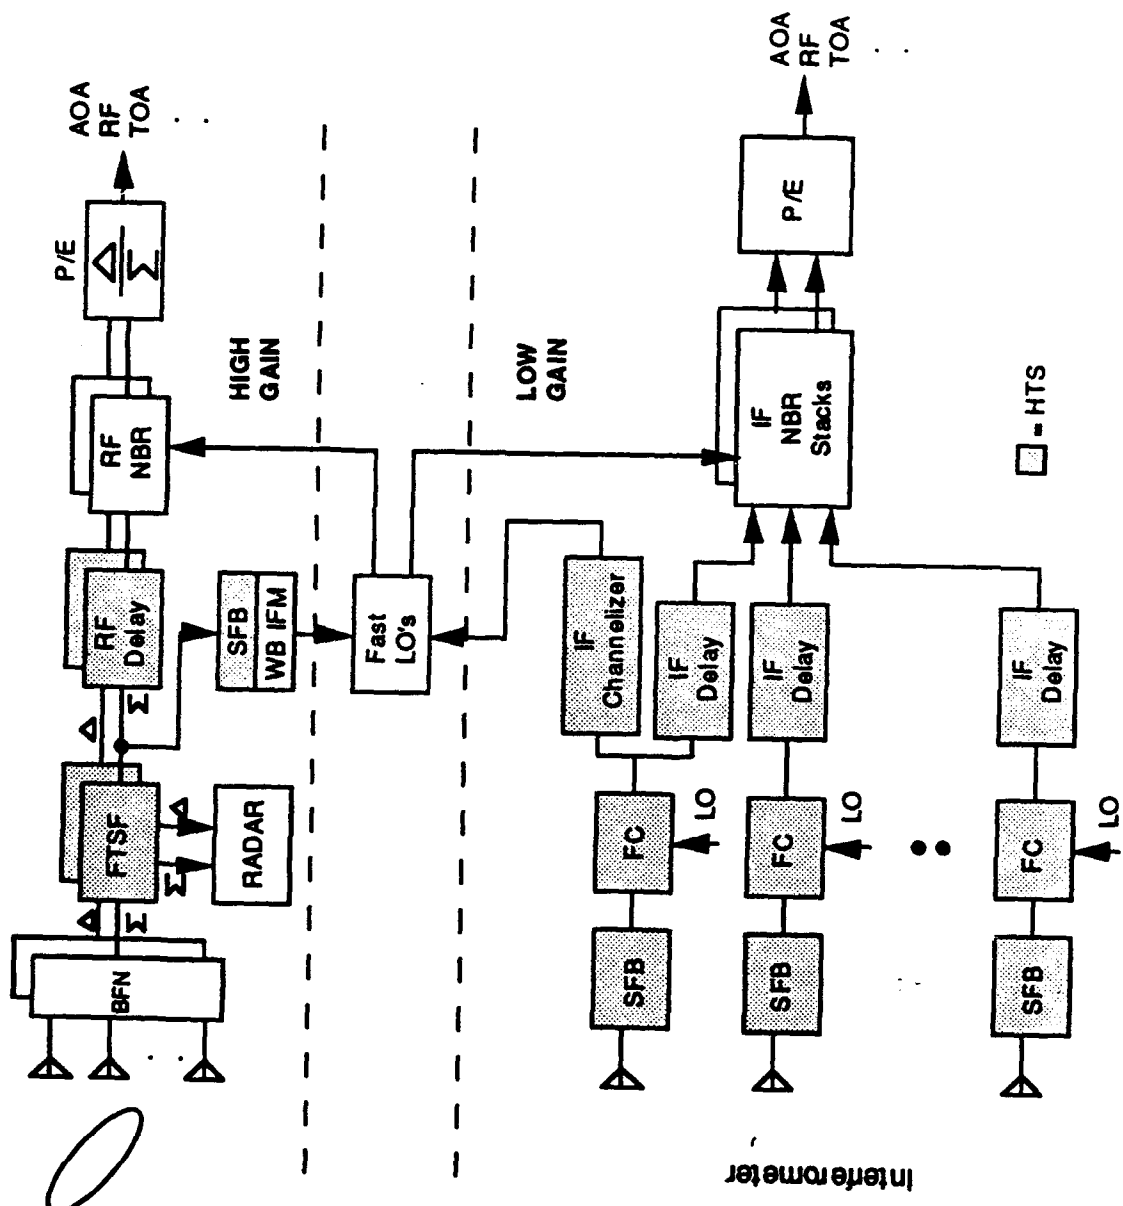 AOA
RF
TOA
P/E
Δ
Σ
RF
NBR
RF
Delay
Δ
Σ
FTSF
Σ
Δ
Δ
Σ
BFN
RADAR
SFB
WB IFM
HIGH
GAIN
Fast
LO's
LOW
GAIN
IF
Channelizer
IF
Delay
FC
LO
SFB
IF
Delay
FC
LO
SFB
IF
Delay
FC
LO
SFB
IF
NBR
Stacks
P/E
AOA
RF
TOA
= HTS
Interferometer